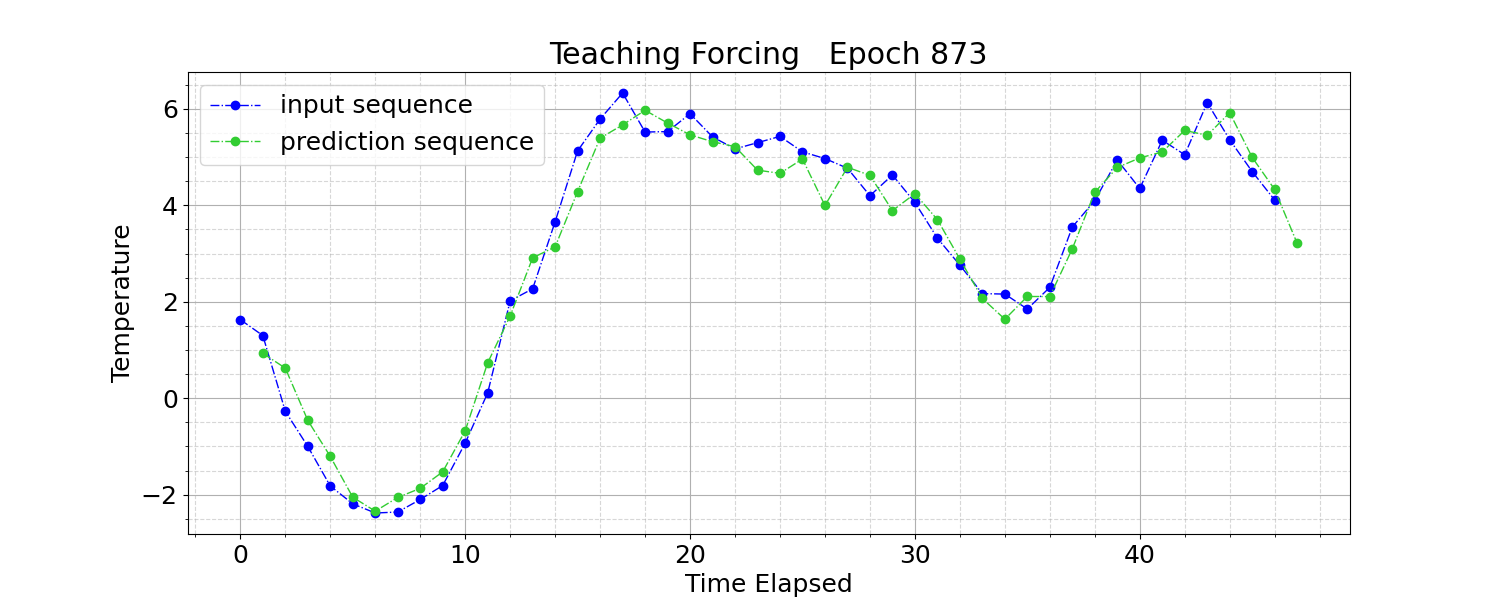 Teaching Forcing   Epoch 873
input sequence
prediction sequence
Temperature
6
4
2
0
−2
0 10 20 30 40
Time Elapsed